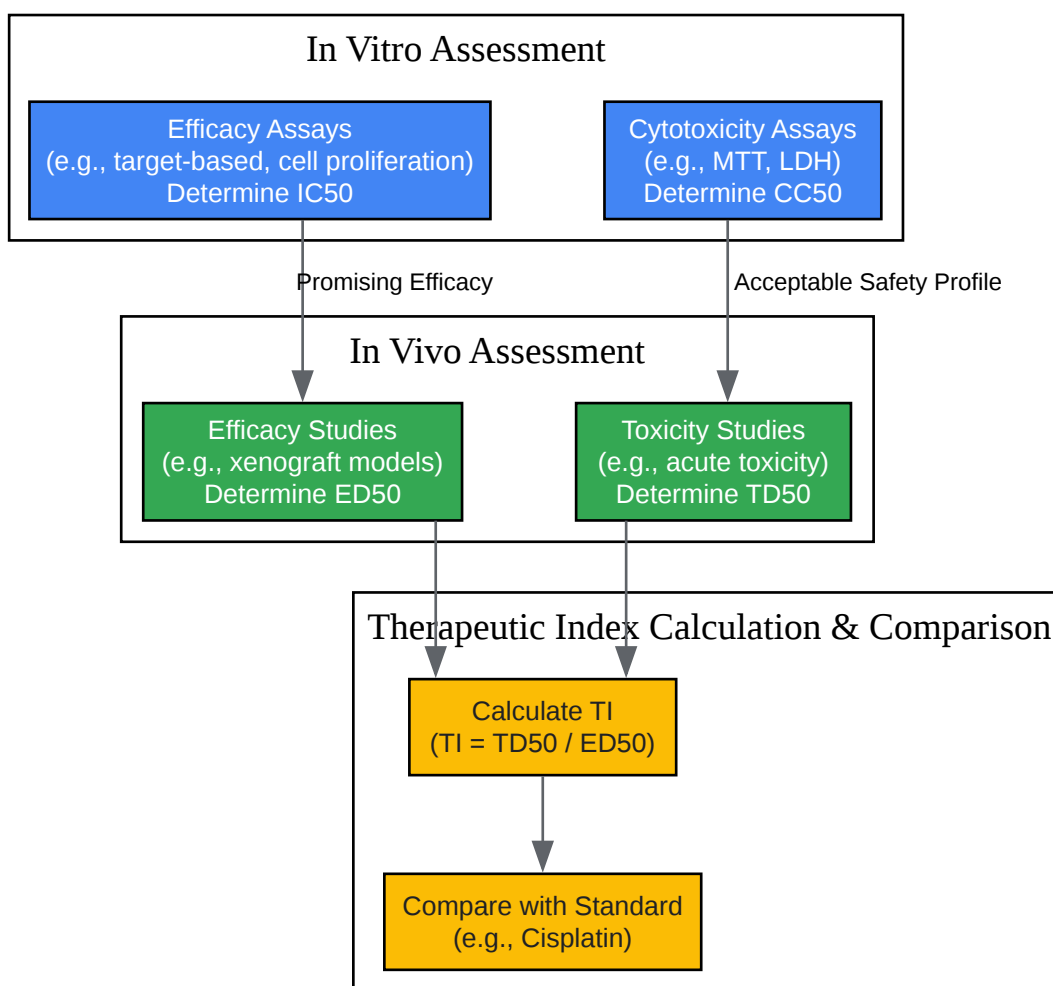 In Vitro Assessment
Efficacy Assays
(e.g., target-based, cell proliferation)
Determine IC50
Cytotoxicity Assays
(e.g., MTT, LDH)
Determine CC50
Promising Efficacy
Acceptable Safety Profile
In Vivo Assessment
Efficacy Studies
(e.g., xenograft models)
Determine ED50
Toxicity Studies
(e.g., acute toxicity)
Determine TD50
Therapeutic Index Calculation & Comparison
Calculate TI
(TI = TD50 / ED50)
Compare with Standard
(e.g., Cisplatin)